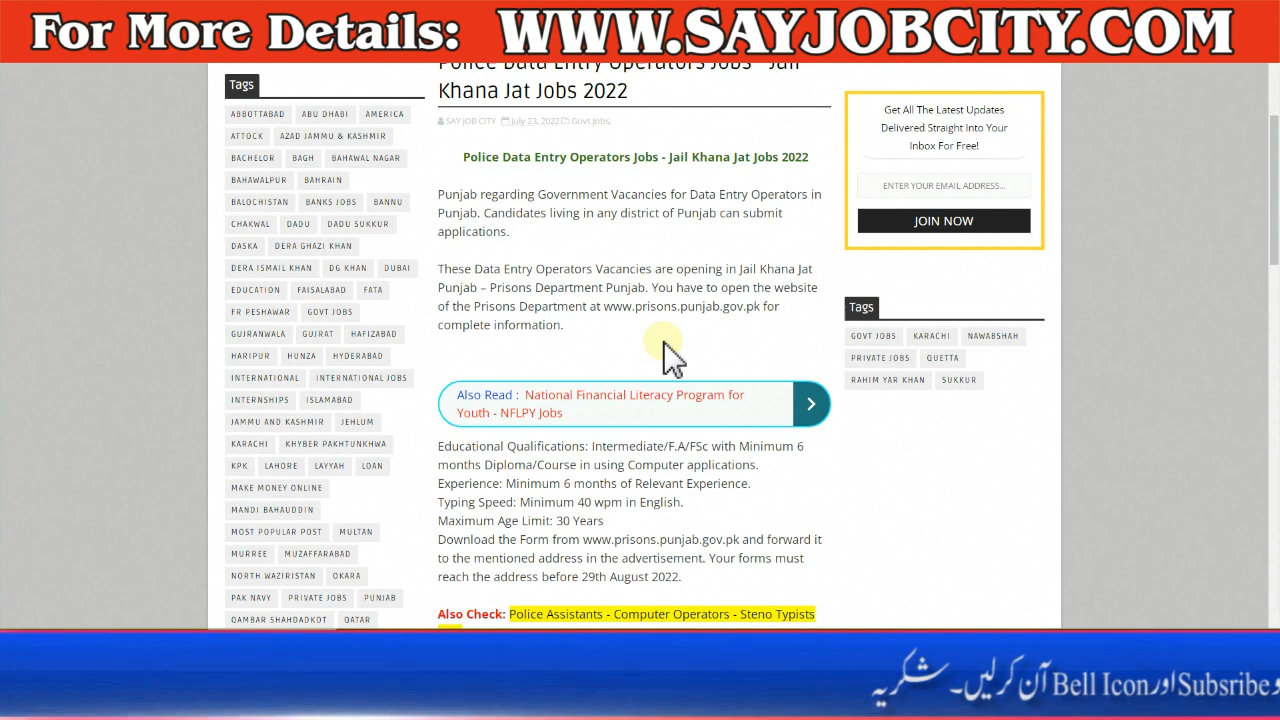 For More Details: WWW.SAYJOBCITY.COM
Tags
ABBOTTABAD ABU DHABI AMERICA
ATTOCK AZAD JAMMU & KASHMIR
BACHELOR BAGH BAHAWAL NAGAR
BAHAWALPUR BAHRAIN
BALOCHISTAN BANKS JOBS BANNU
CHAKWAL DADU DADU SUKKUR
DASKA DERA GHAZI KHAN
DERA ISMAIL KHAN DG KHAN DUBAI
EDUCATION FAISALABAD FATA
FR PESHAWAR GOVT JOBS
GUJRANWALA GUJRAT HAFIZABAD
HARIPUR HUNZA HYDERABAD
INTERNATIONAL INTERNATIONAL JOBS
INTERNSHIPS ISLAMABAD
JAMMU AND KASHMIR JEHLUM
KARACHI KHYBER PAKHTUNKHWA
KPK LAHORE LAYYAH LOAN
MAKE MONEY ONLINE
MANDI BAHAUDDIN
MOST POPULAR POST MULTAN
MURREE MUZAFFARABAD
NORTH WAZIRISTAN OKARA
PAK NAVY PRIVATE JOBS PUNJAB
QAMBAR SHAHDADKOT QATAR
Police Data Entry Operators Jobs - Jail
Khana Jat Jobs 2022
SAY JOB CITY July 23, 2022 Govt Jobs,
Police Data Entry Operators Jobs - Jail Khana Jat Jobs 2022
Punjab regarding Government Vacancies for Data Entry Operators in
Punjab. Candidates living in any district of Punjab can submit
applications.
These Data Entry Operators Vacancies are opening in Jail Khana Jat
Punjab – Prisons Department Punjab. You have to open the website
of the Prisons Department at www.prisons.punjab.gov.pk for
complete information.
Also Read : National Financial Literacy Program for
Youth - NFLPY Jobs
Educational Qualifications: Intermediate/F.A/FSc with Minimum 6
months Diploma/Course in using Computer applications.
Experience: Minimum 6 months of Relevant Experience.
Typing Speed: Minimum 40 wpm in English.
Maximum Age Limit: 30 Years
Download the Form from www.prisons.punjab.gov.pk and forward it
to the mentioned address in the advertisement. Your forms must
reach the address before 29th August 2022.
Also Check: Police Assistants - Computer Operators - Steno Typists
Get All The Latest Updates
Delivered Straight Into Your
Inbox For Free!
ENTER YOUR EMAIL ADDRESS...
JOIN NOW
Tags
GOVT JOBS KARACHI NAWABSHAH
PRIVATE JOBS QUETTA
RAHIM YAR KHAN SUKKUR
Subsribe اور Bell Icon آن کرلیں۔ شکریہ